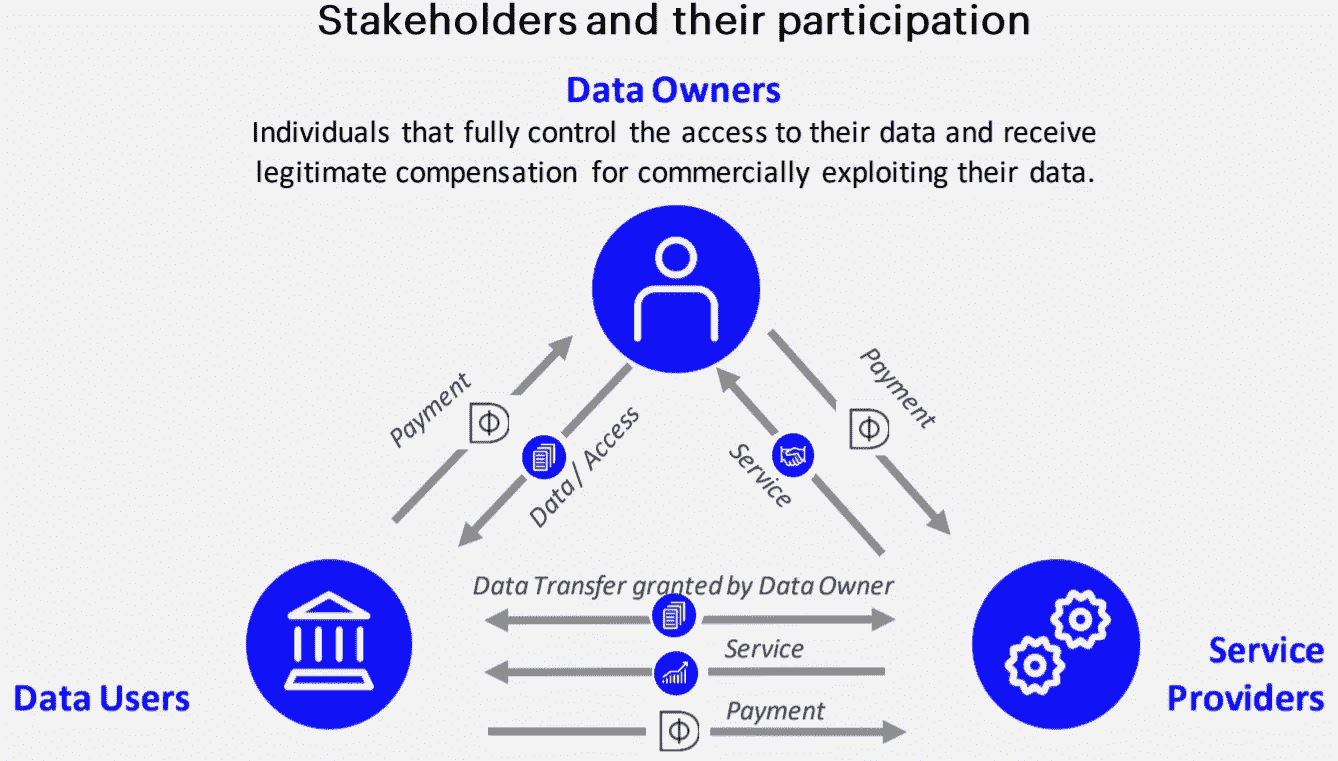 Stakeholders and their participation
Data Owners
Individuals that fully control the access to their data and receive
legitimate compensation for commercially exploiting their data.
Payment
Data / Access
Service
Payment
Data Transfer granted by Data Owner
Service
Payment
Data Users
Service
Providers